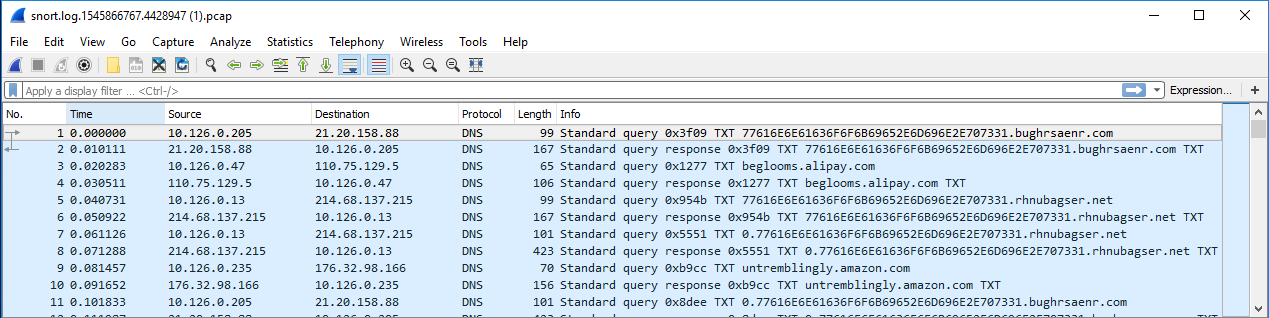 snort.log.1545866767.4428947 (1).pcap
File Edit View Go Capture Analyze Statistics Telephony Wireless Tools Help
Apply a display filter ... <Ctrl-/> Expression... +
No. Time Source Destination Protocol Length Info
1 0.000000 10.126.0.205 21.20.158.88 DNS 99 Standard query 0x3f09 TXT 77616E6E61636F6F6B69652E6D696E2E707331.bughrsaenr.com
2 0.010111 21.20.158.88 10.126.0.205 DNS 167 Standard query response 0x3f09 TXT 77616E6E61636F6F6B69652E6D696E2E707331.bughrsaenr.com TXT
3 0.020283 10.126.0.47 110.75.129.5 DNS 65 Standard query 0x1277 TXT beglooms.alipay.com
4 0.030511 110.75.129.5 10.126.0.47 DNS 106 Standard query response 0x1277 TXT beglooms.alipay.com TXT
5 0.040731 10.126.0.13 214.68.137.215 DNS 99 Standard query 0x954b TXT 77616E6E61636F6F6B69652E6D696E2E707331.rhnubagser.net
6 0.050922 214.68.137.215 10.126.0.13 DNS 167 Standard query response 0x954b TXT 77616E6E61636F6F6B69652E6D696E2E707331.rhnubagser.net TXT
7 0.061126 10.126.0.13 214.68.137.215 DNS 101 Standard query 0x5551 TXT 0.77616E6E61636F6F6B69652E6D696E2E707331.rhnubagser.net
8 0.071288 214.68.137.215 10.126.0.13 DNS 423 Standard query response 0x5551 TXT 0.77616E6E61636F6F6B69652E6D696E2E707331.rhnubagser.net TXT
9 0.081457 10.126.0.235 176.32.98.166 DNS 70 Standard query 0xb9cc TXT untremblingly.amazon.com
10 0.091652 176.32.98.166 10.126.0.235 DNS 156 Standard query response 0xb9cc TXT untremblingly.amazon.com TXT
11 0.101833 10.126.0.205 21.20.158.88 DNS 101 Standard query 0x8dee TXT 0.77616E6E61636F6F6B69652E6D696E2E707331.bughrsaenr.com